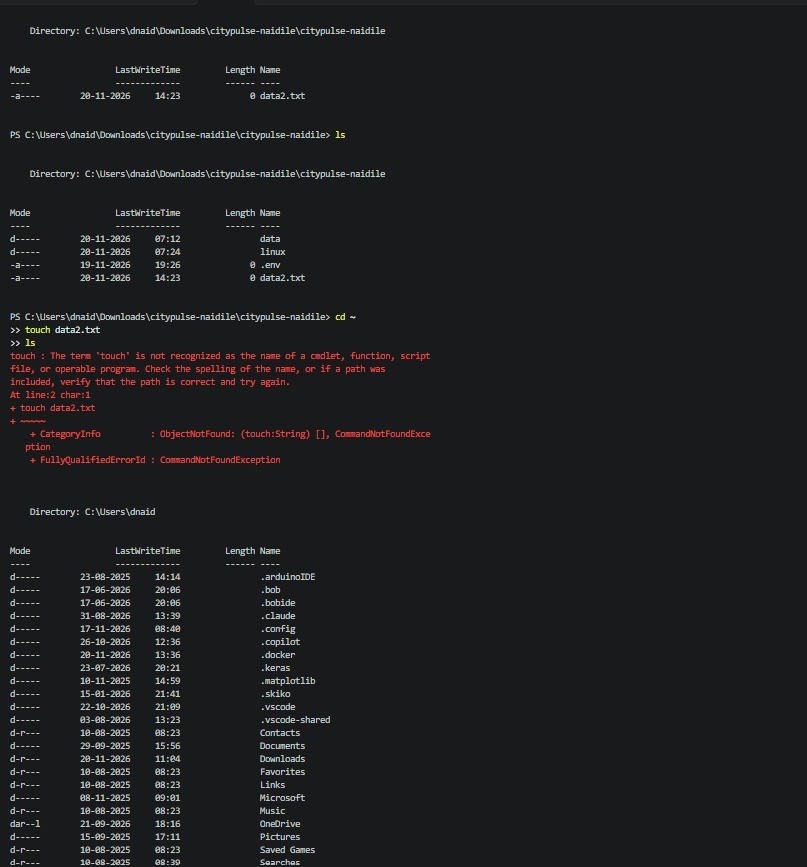 Directory: C:\Users\dnaid\Downloads\citypulse-naidile\citypulse-naidile
Mode LastWriteTime Length Name
---- ------------- ------ ----
-a---- 20-11-2026 14:23 0 data2.txt
PS C:\Users\dnaid\Downloads\citypulse-naidile\citypulse-naidile> ls
Directory: C:\Users\dnaid\Downloads\citypulse-naidile\citypulse-naidile
Mode LastWriteTime Length Name
---- ------------- ------ ----
d----- 20-11-2026 07:12 data
d----- 20-11-2026 07:24 linux
-a---- 19-11-2026 19:26 0 .env
-a---- 20-11-2026 14:23 0 data2.txt
PS C:\Users\dnaid\Downloads\citypulse-naidile\citypulse-naidile> cd ~
>> touch data2.txt
>> ls
touch : The term 'touch' is not recognized as the name of a cmdlet, function, script
file, or operable program. Check the spelling of the name, or if a path was
included, verify that the path is correct and try again.
At line:2 char:1
+ touch data2.txt
+ ~~~~~
+ CategoryInfo : ObjectNotFound: (touch:String) [], CommandNotFoundExce
ption
+ FullyQualifiedErrorId : CommandNotFoundException
Directory: C:\Users\dnaid
Mode LastWriteTime Length Name
---- ------------- ------ ----
d----- 23-08-2025 14:14 .arduinoIDE
d----- 17-06-2026 20:06 .bob
d----- 17-06-2026 20:06 .bobide
d----- 31-08-2026 13:39 .claude
d----- 17-11-2026 08:40 .config
d----- 26-10-2026 12:36 .copilot
d----- 20-11-2026 13:36 .docker
d----- 23-07-2026 20:21 .keras
d----- 10-11-2025 14:59 .matplotlib
d----- 15-01-2026 21:41 .skiko
d----- 22-10-2026 21:09 .vscode
d----- 03-08-2026 13:23 .vscode-shared
d-r--- 10-08-2025 08:23 Contacts
d----- 29-09-2025 15:56 Documents
d-r--- 20-11-2026 11:04 Downloads
d-r--- 10-08-2025 08:23 Favorites
d-r--- 10-08-2025 08:23 Links
d----- 08-11-2025 09:01 Microsoft
d-r--- 10-08-2025 08:23 Music
dar--l 21-09-2026 18:16 OneDrive
d----- 15-09-2025 17:11 Pictures
d-r--- 10-08-2025 08:23 Saved Games
d-r--- 10-08-2025 08:39 Searches